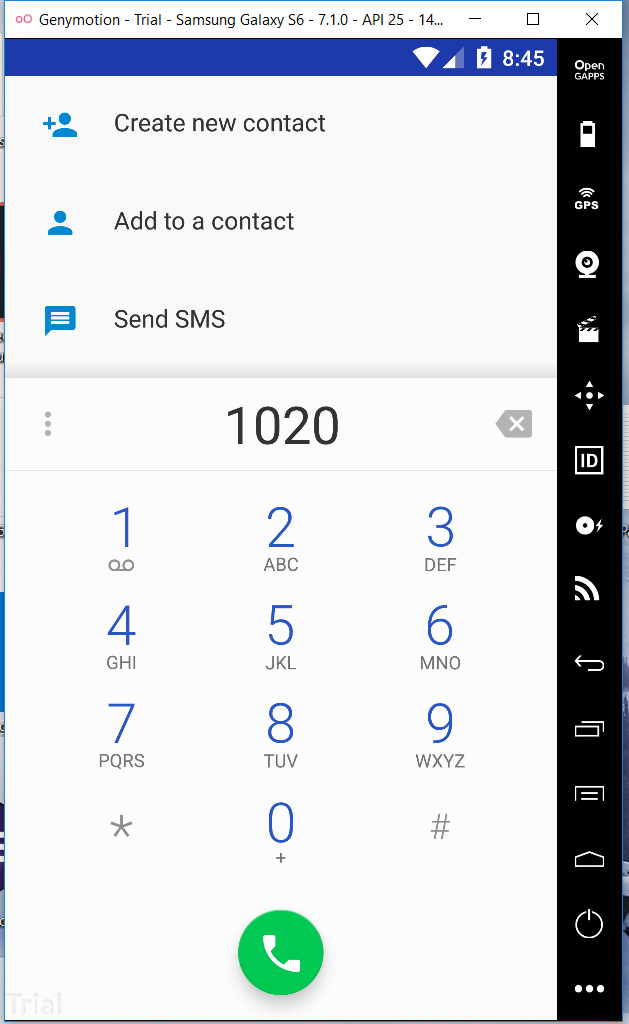 Genymotion - Trial - Samsung Galaxy S6 - 7.1.0 - API 25 - 14...
8:45
Open
GAPPS
Create new contact
GPS
Add to a contact
Send SMS
1020
ID
1 2 3
ABC DEF
4 5 6
GHI JKL MNO
7 8 9
PQRS TUV WXYZ
* 0 #
+
Trial